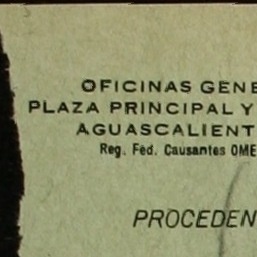 OFICINAS GENE
PLAZA PRINCIPAL Y
AGUASCALIENT
Reg. Fed. Causantes OME
PROCEDEN